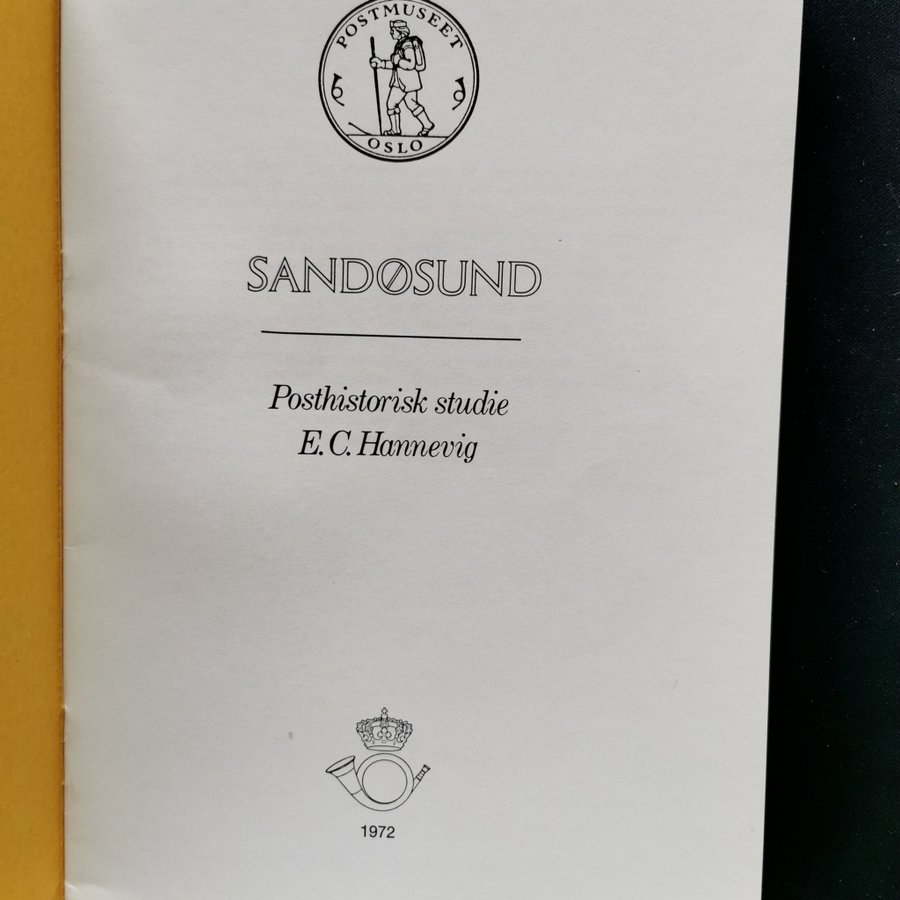 POSTMUSEET
OSLO
SANDØSUND
Posthistorisk studie
E. C. Hannevig
1972